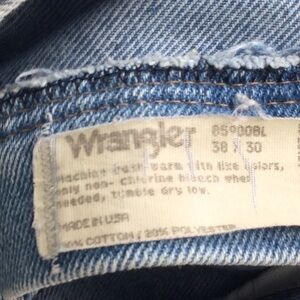 Wrangler 85900BL
38 X 30
Machine wash warm with like colors,
only non-chlorine bleach when
needed, tumble dry low.
MADE IN USA
COTTON / 20% POLYESTER